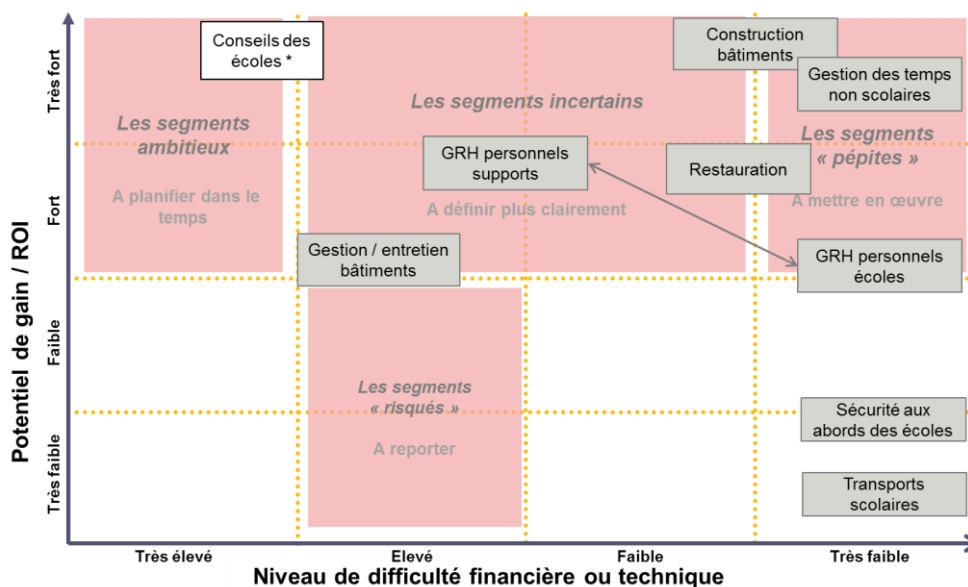 Potentiel de gain / ROI
Très fort
Fort
Faible
Très faible
Conseils des
écoles *
Construction
bâtiments
Gestion des temps
non scolaires
Les segments
ambitieux
A planifier dans le
temps
Les segments incertains
A définir plus clairement
GRH personnels
supports
Restauration
Les segments
« pépites »
A mettre en œuvre
Gestion / entretien
bâtiments
GRH personnels
écoles
Les segments
« risqués »
A reporter
Sécurité aux
abords des écoles
Transports
scolaires
Très élevé
Elevé
Faible
Très faible
Niveau de difficulté financière ou technique